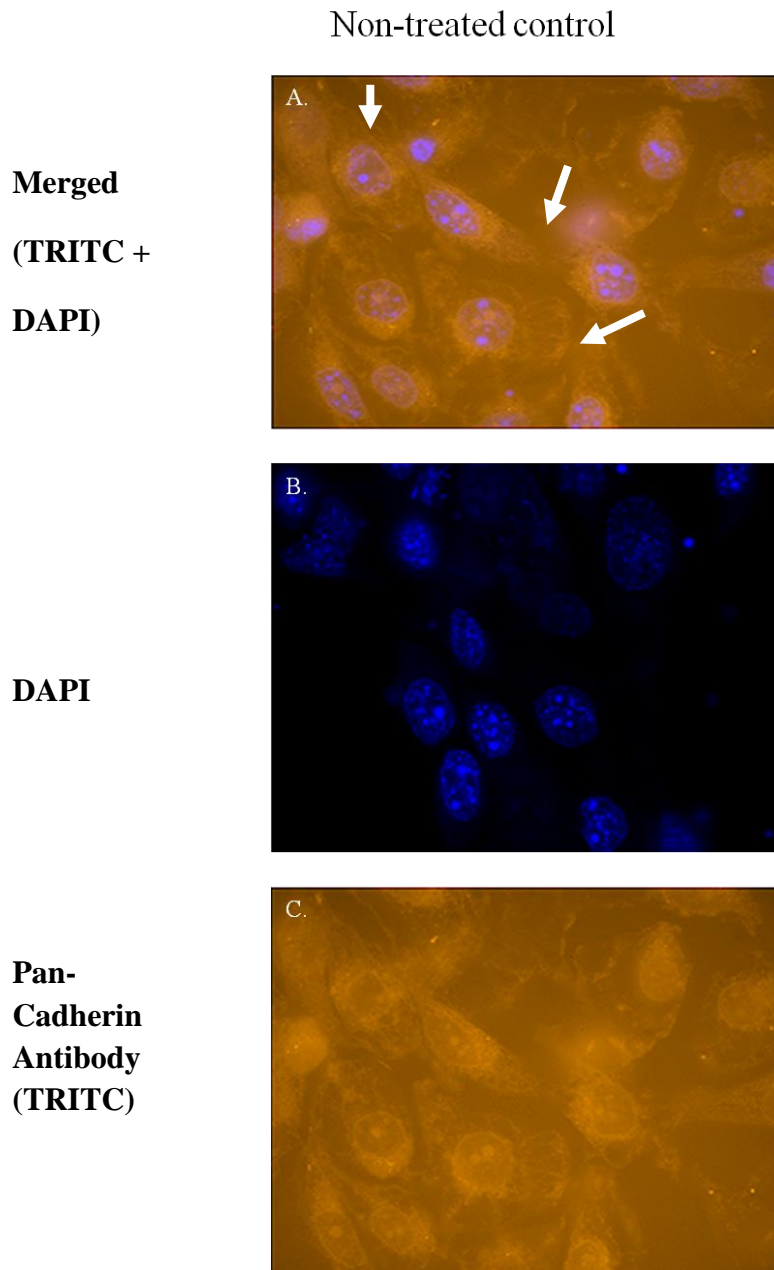 Non-treated control
A.
Merged
(TRITC +
DAPI)
B.
DAPI
C.
Pan-
Cadherin
Antibody
(TRITC)